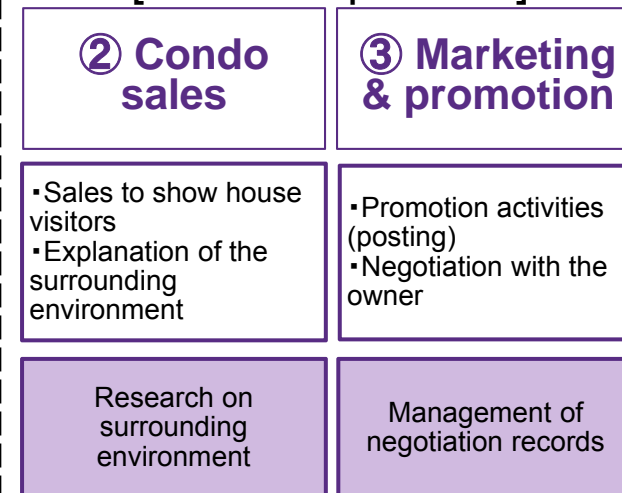 ② Condo
sales
③ Marketing
& promotion
▪Sales to show house
visitors
▪Explanation of the
surrounding
environment
▪Promotion activities
(posting)
▪Negotiation with the
owner
Research on
surrounding
environment
Management of
negotiation records